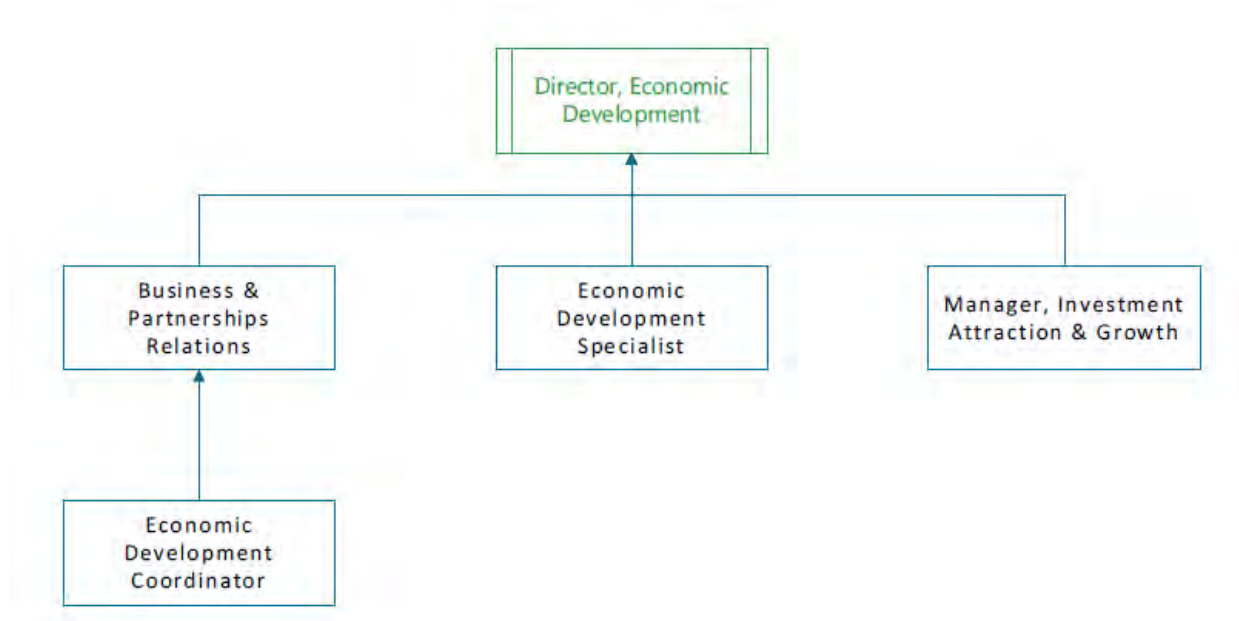 Director, Economic
Development
Business &
Partnerships
Relations
Economic
Development
Specialist
Manager, Investment
Attraction & Growth
Economic
Development
Coordinator